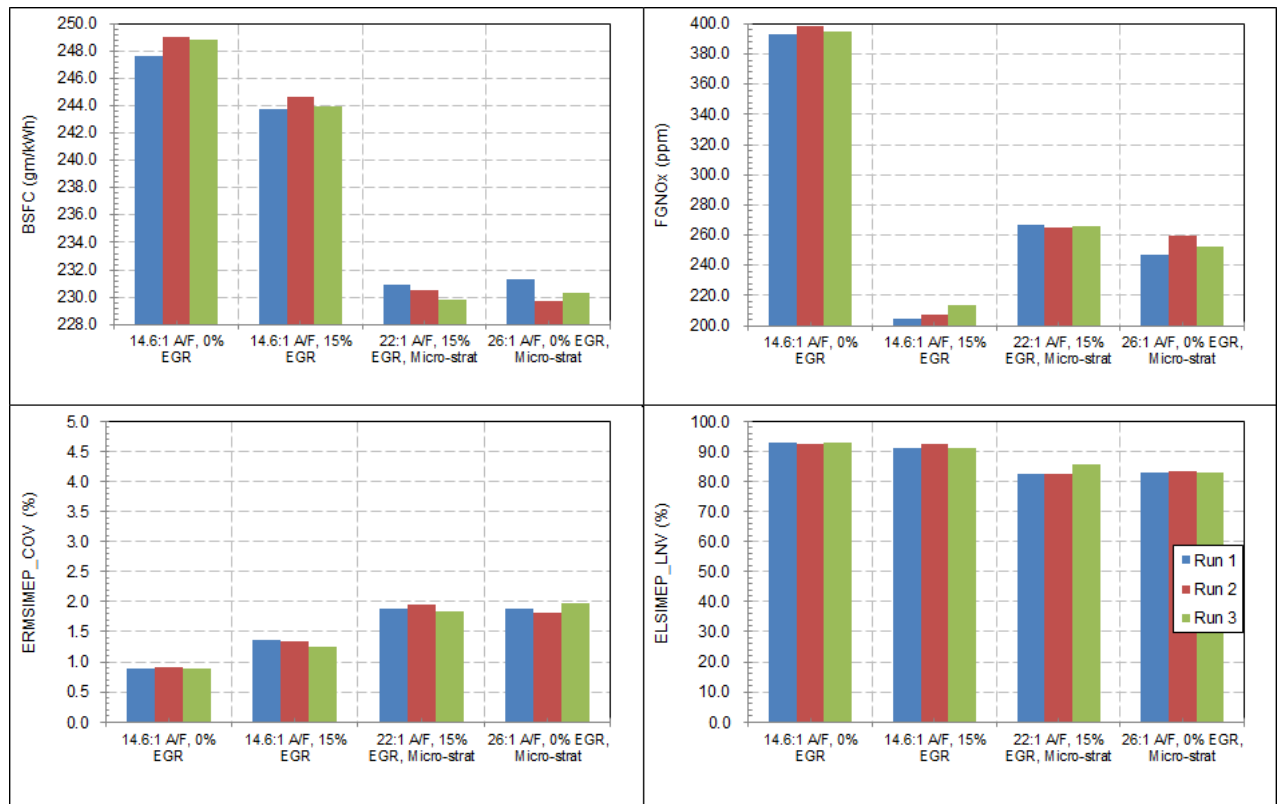 BSFC (gm/kWh)
250.0
248.0
246.0
244.0
242.0
240.0
238.0
236.0
234.0
232.0
230.0
228.0
14.6:1 A/F, 0%
EGR
14.6:1 A/F, 15%
EGR
22:1 A/F, 15%
EGR, Micro-strat
26:1 A/F, 0% EGR,
Micro-strat
FGNOx (ppm)
400.0
380.0
360.0
340.0
320.0
300.0
280.0
260.0
240.0
220.0
200.0
14.6:1 A/F, 0%
EGR
14.6:1 A/F, 15%
EGR
22:1 A/F, 15%
EGR, Micro-strat
26:1 A/F, 0% EGR,
Micro-strat
ERMSIMEP_COV (%)
5.0
4.5
4.0
3.5
3.0
2.5
2.0
1.5
1.0
0.5
0.0
14.6:1 A/F, 0%
EGR
14.6:1 A/F, 15%
EGR
22:1 A/F, 15%
EGR, Micro-strat
26:1 A/F, 0% EGR,
Micro-strat
ELSIMEP_LNV (%)
100.0
90.0
80.0
70.0
60.0
50.0
40.0
30.0
20.0
10.0
0.0
14.6:1 A/F, 0%
EGR
14.6:1 A/F, 15%
EGR
22:1 A/F, 15%
EGR, Micro-strat
26:1 A/F, 0% EGR,
Micro-strat
Run 1
Run 2
Run 3